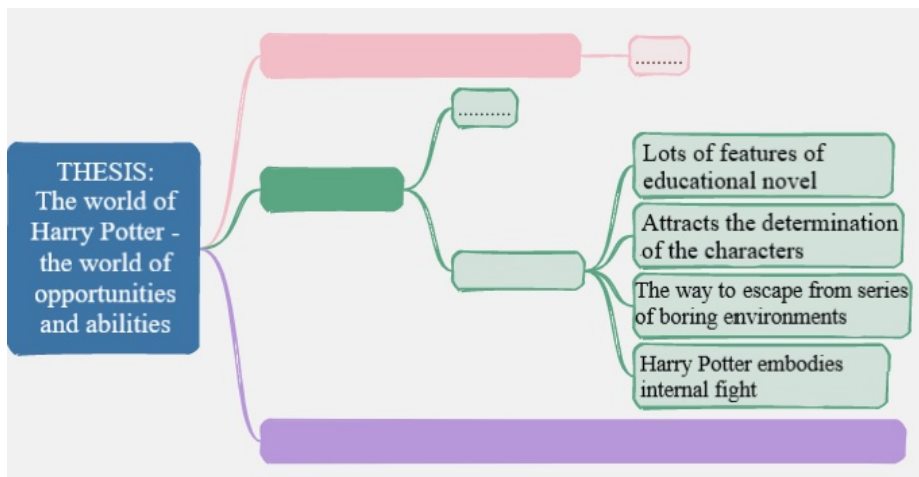 .........
..........
THESIS:
The world of
Harry Potter -
the world of
opportunities
and abilities
Lots of features of
educational novel
Attracts the determination
of the characters
The way to escape from series
of boring environments
Harry Potter embodies
internal fight